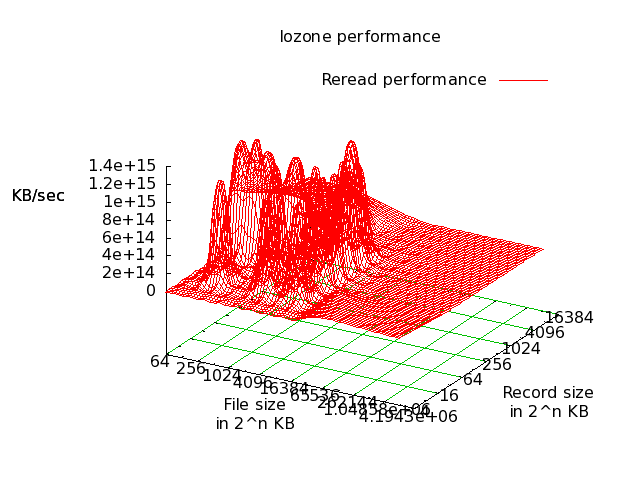 Iozone performance
Reread performance
KB/sec
1.4e+15
1.2e+15
1e+15
8e+14
6e+14
4e+14
2e+14
0
64
256
1024
4096
16384
65536
262144
1.04858e+06
4.1943e+06
File size
in 2^n KB
4
16
64
256
1024
4096
16384
Record size
in 2^n KB